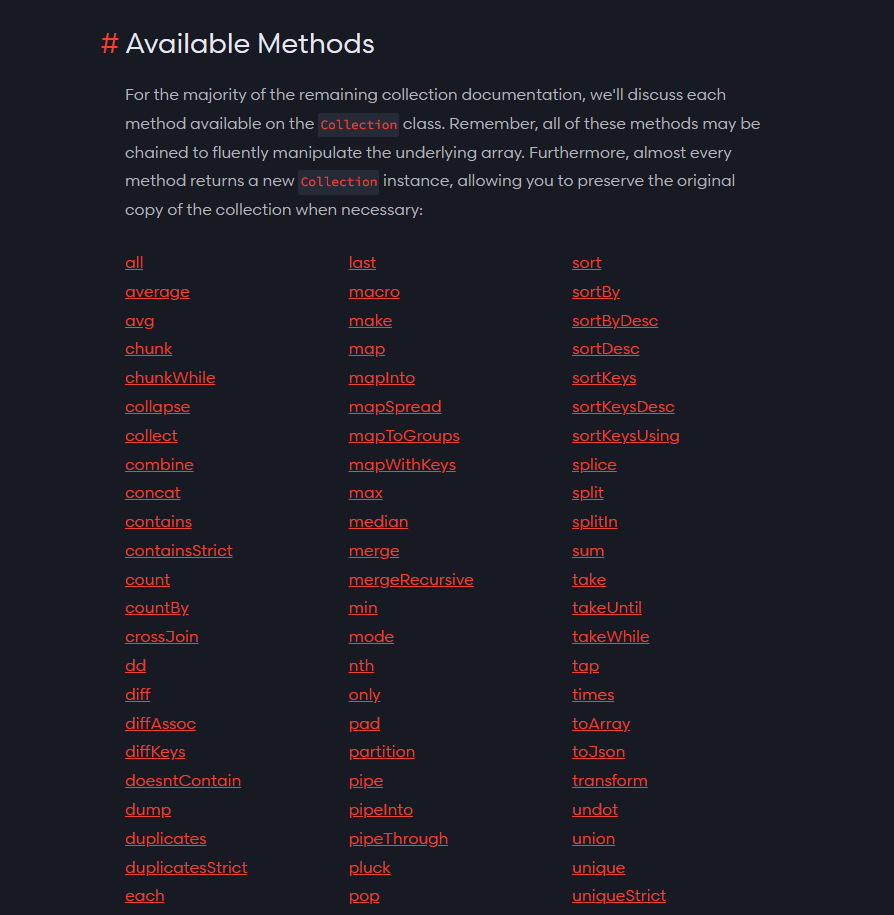 # Available Methods
For the majority of the remaining collection documentation, we'll discuss each
method available on the Collection class. Remember, all of these methods may be
chained to fluently manipulate the underlying array. Furthermore, almost every
method returns a new Collection instance, allowing you to preserve the original
copy of the collection when necessary:
all
average
avg
chunk
chunkWhile
collapse
collect
combine
concat
contains
containsStrict
count
countBy
crossJoin
dd
diff
diffAssoc
diffKeys
doesntContain
dump
duplicates
duplicatesStrict
each
last
macro
make
map
mapInto
mapSpread
mapToGroups
mapWithKeys
max
median
merge
mergeRecursive
min
mode
nth
only
pad
partition
pipe
pipeInto
pipeThrough
pluck
pop
sort
sortBy
sortByDesc
sortDesc
sortKeys
sortKeysDesc
sortKeysUsing
splice
split
splitIn
sum
take
takeUntil
takeWhile
tap
times
toArray
toJson
transform
undot
union
unique
uniqueStrict